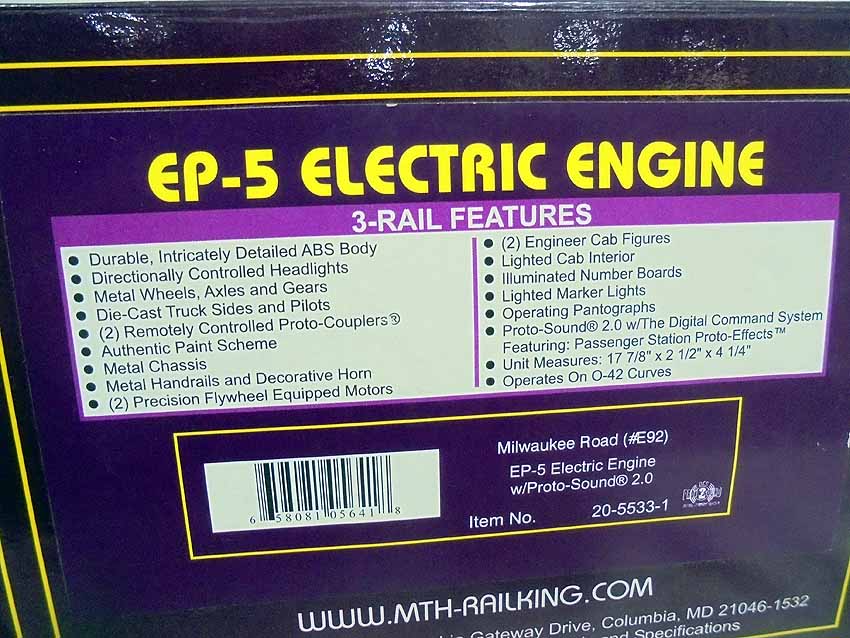 EP-5 ELECTRIC ENGINE
3-RAIL FEATURES
• Durable, Intricately Detailed ABS Body
• Directionally Controlled Headlights
• Metal Wheels, Axles and Gears
• Die-Cast Truck Sides and Pilots
• (2) Remotely Controlled Proto-Couplers®
• Authentic Paint Scheme
• Metal Chassis
• Metal Handrails and Decorative Horn
• (2) Precision Flywheel Equipped Motors
• (2) Engineer Cab Figures
• Lighted Cab Interior
• Illuminated Number Boards
• Lighted Marker Lights
• Operating Pantographs
• Proto-Sound® 2.0 w/The Digital Command System
Featuring: Passenger Station Proto-Effects™
• Unit Measures: 17 7/8" x 2 1/2" x 4 1/4"
• Operates On O-42 Curves
6 58081 05641 8
Milwaukee Road (#E92)
EP-5 Electric Engine
w/Proto-Sound® 2.0
Item No. 20-5533-1
WWW.MTH-RAILKING.COM
Gateway Drive, Columbia, MD 21046-1532
and Specifications